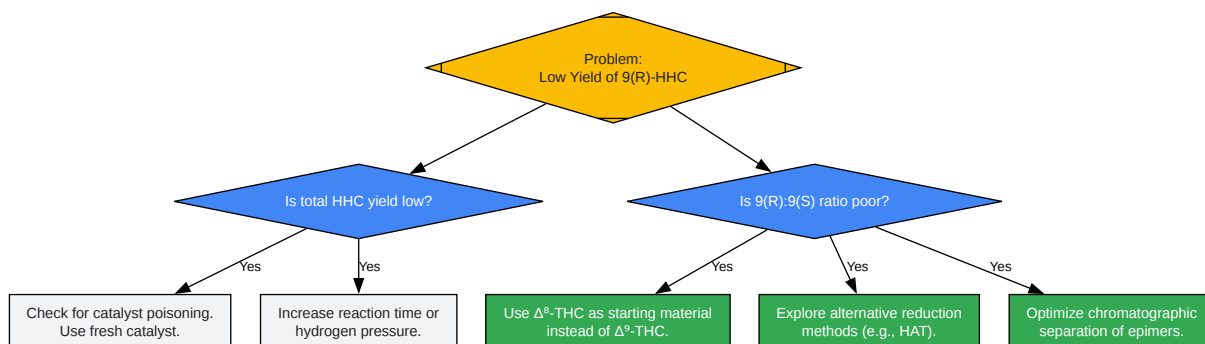 Problem:
Low Yield of 9(R)-HHC
Is total HHC yield low?
Is 9(R):9(S) ratio poor?
Yes
Yes
Yes
Yes
Yes
Check for catalyst poisoning.
Use fresh catalyst.
Increase reaction time or
hydrogen pressure.
Use Δ⁸-THC as starting material
instead of Δ⁹-THC.
Explore alternative reduction
methods (e.g., HAT).
Optimize chromatographic
separation of epimers.